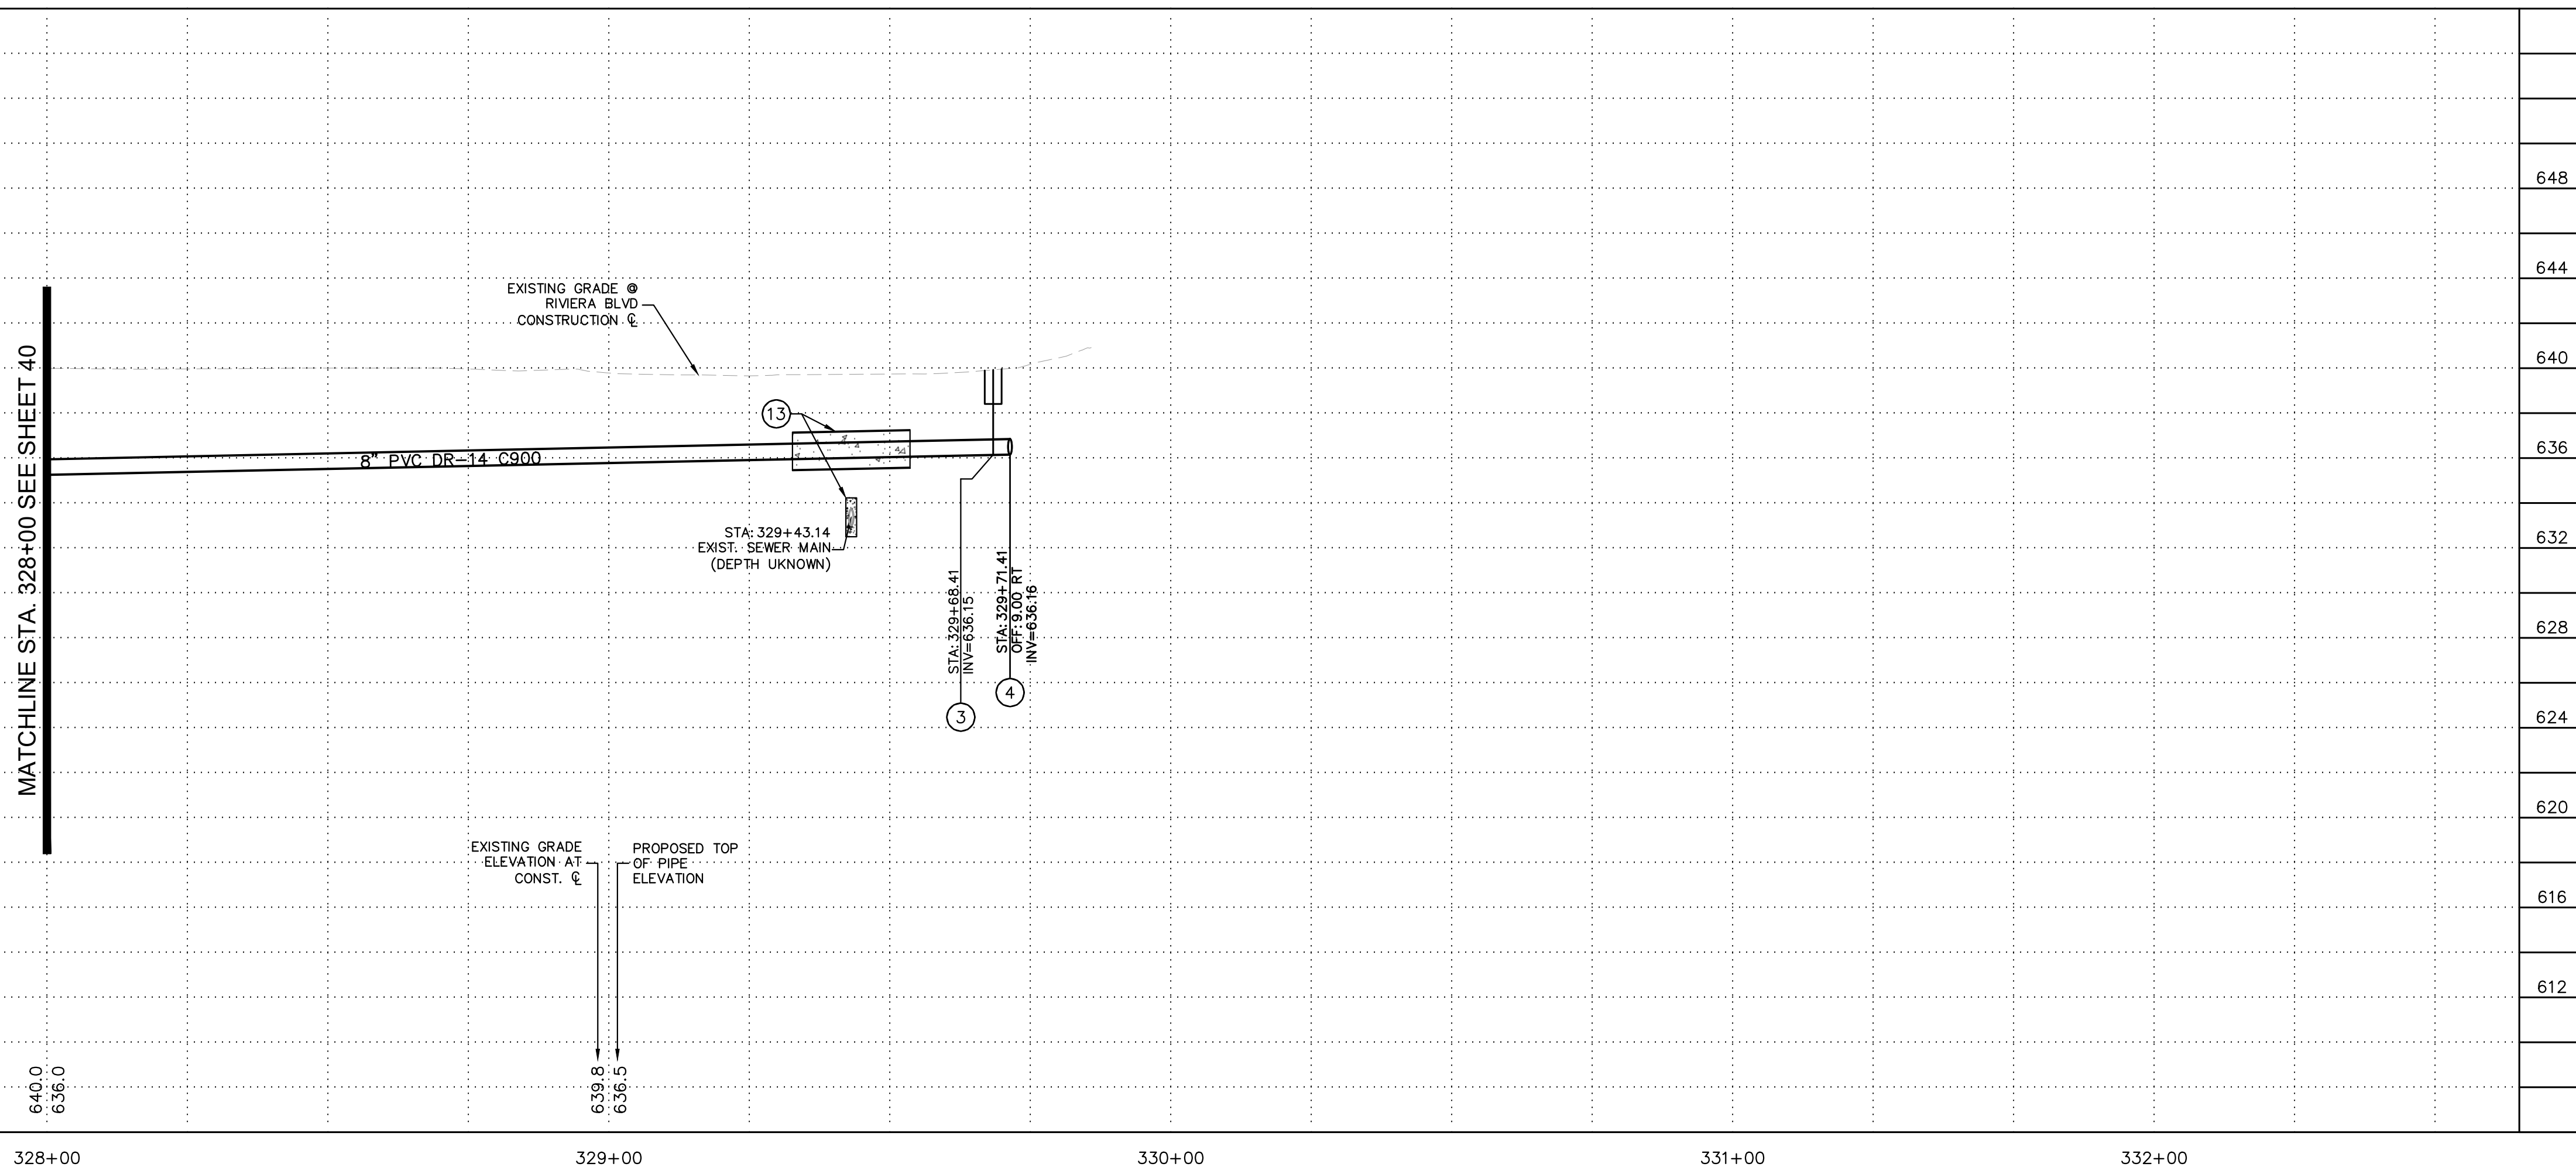 648
644
EXISTING GRADE @
RIVIERA BLVD
CONSTRUCTION ℄
640
MATCHLINE STA. 328+00 SEE SHEET 40
13
8" PVC DR-14 C900
636
STA: 329+43.14
EXIST. SEWER MAIN
(DEPTH UKNOWN)
632
STA: 329+68.41
INV=636.15
STA: 329+71.41
OFF: 9.00 RT
INV=636.16
628
4
3
624
620
EXISTING GRADE
ELEVATION AT
CONST. ℄
PROPOSED TOP
OF PIPE
ELEVATION
616
612
640.0
636.0
639.8
636.5
328+00
329+00
330+00
331+00
332+00